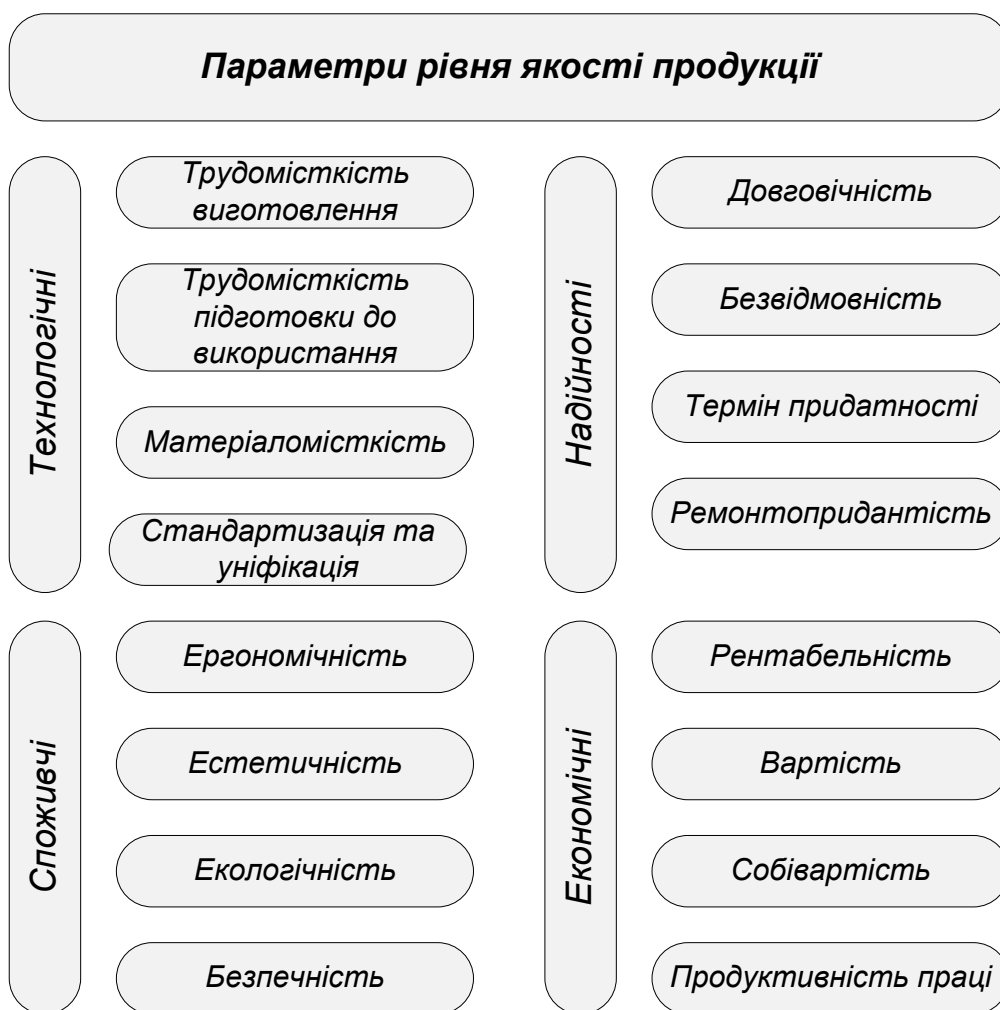 Параметри рівня якості продукції
Технологічні
Трудомісткість
виготовлення
Трудомісткість
підготовки до
використання
Матеріаломісткість
Стандартизація та
уніфікація
Надійності
Довговічність
Безвідмовність
Термін придатності
Ремонтопридантість
Споживчі
Ергономічність
Естетичність
Екологічність
Безпечність
Економічні
Рентабельність
Вартість
Собівартість
Продуктивність праці